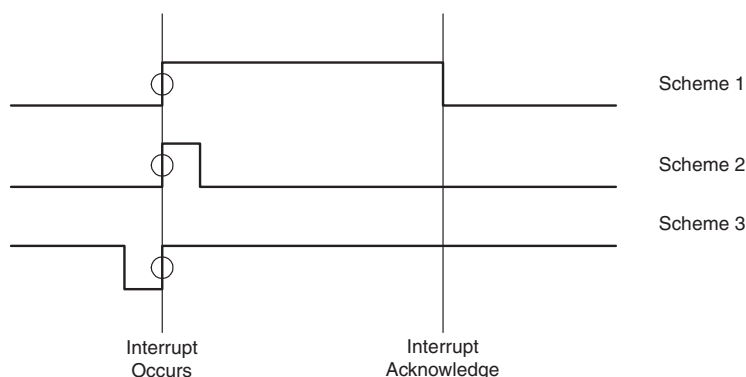 Scheme 1
Scheme 2
Scheme 3
Interrupt
Occurs
Interrupt
Acknowledge